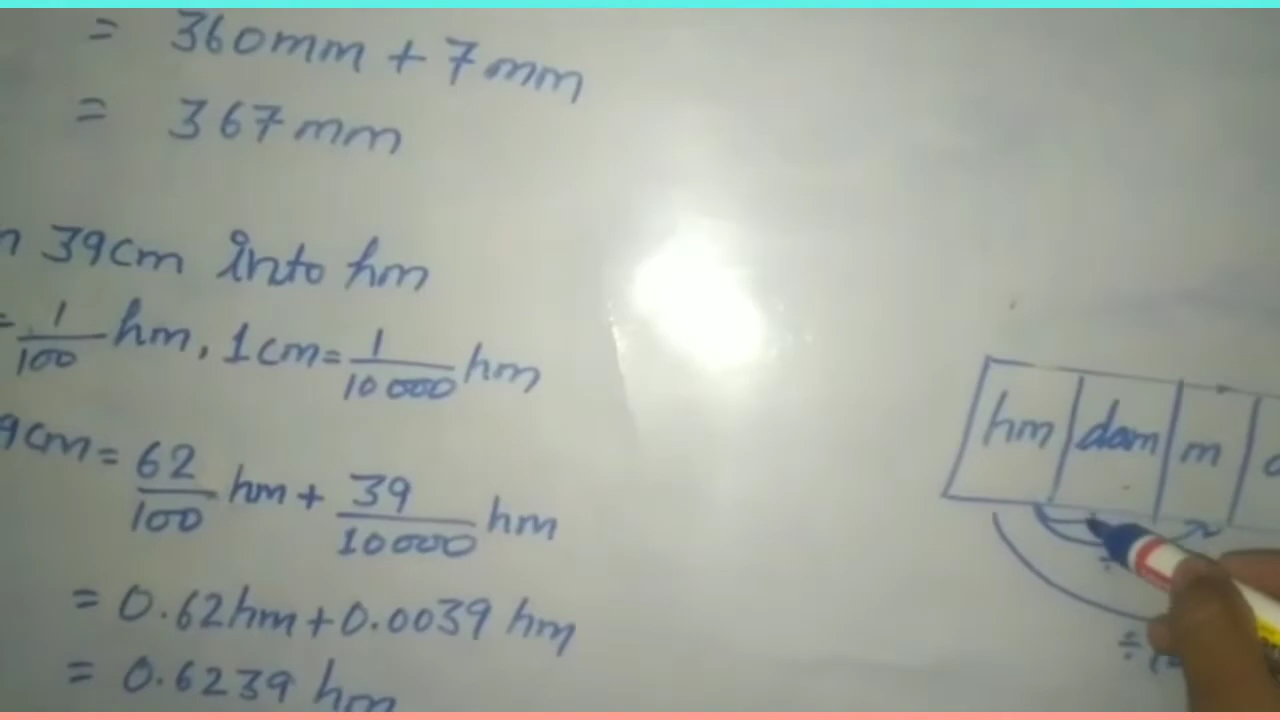 = 360mm + 7mm
= 367mm
39cm into hm
= 1/100 hm, 1cm = 1/10000 hm
9cm = 62/100 hm + 39/10000 hm
= 0.62hm + 0.0039 hm
= 0.6239 hm
hm dam m
÷
÷